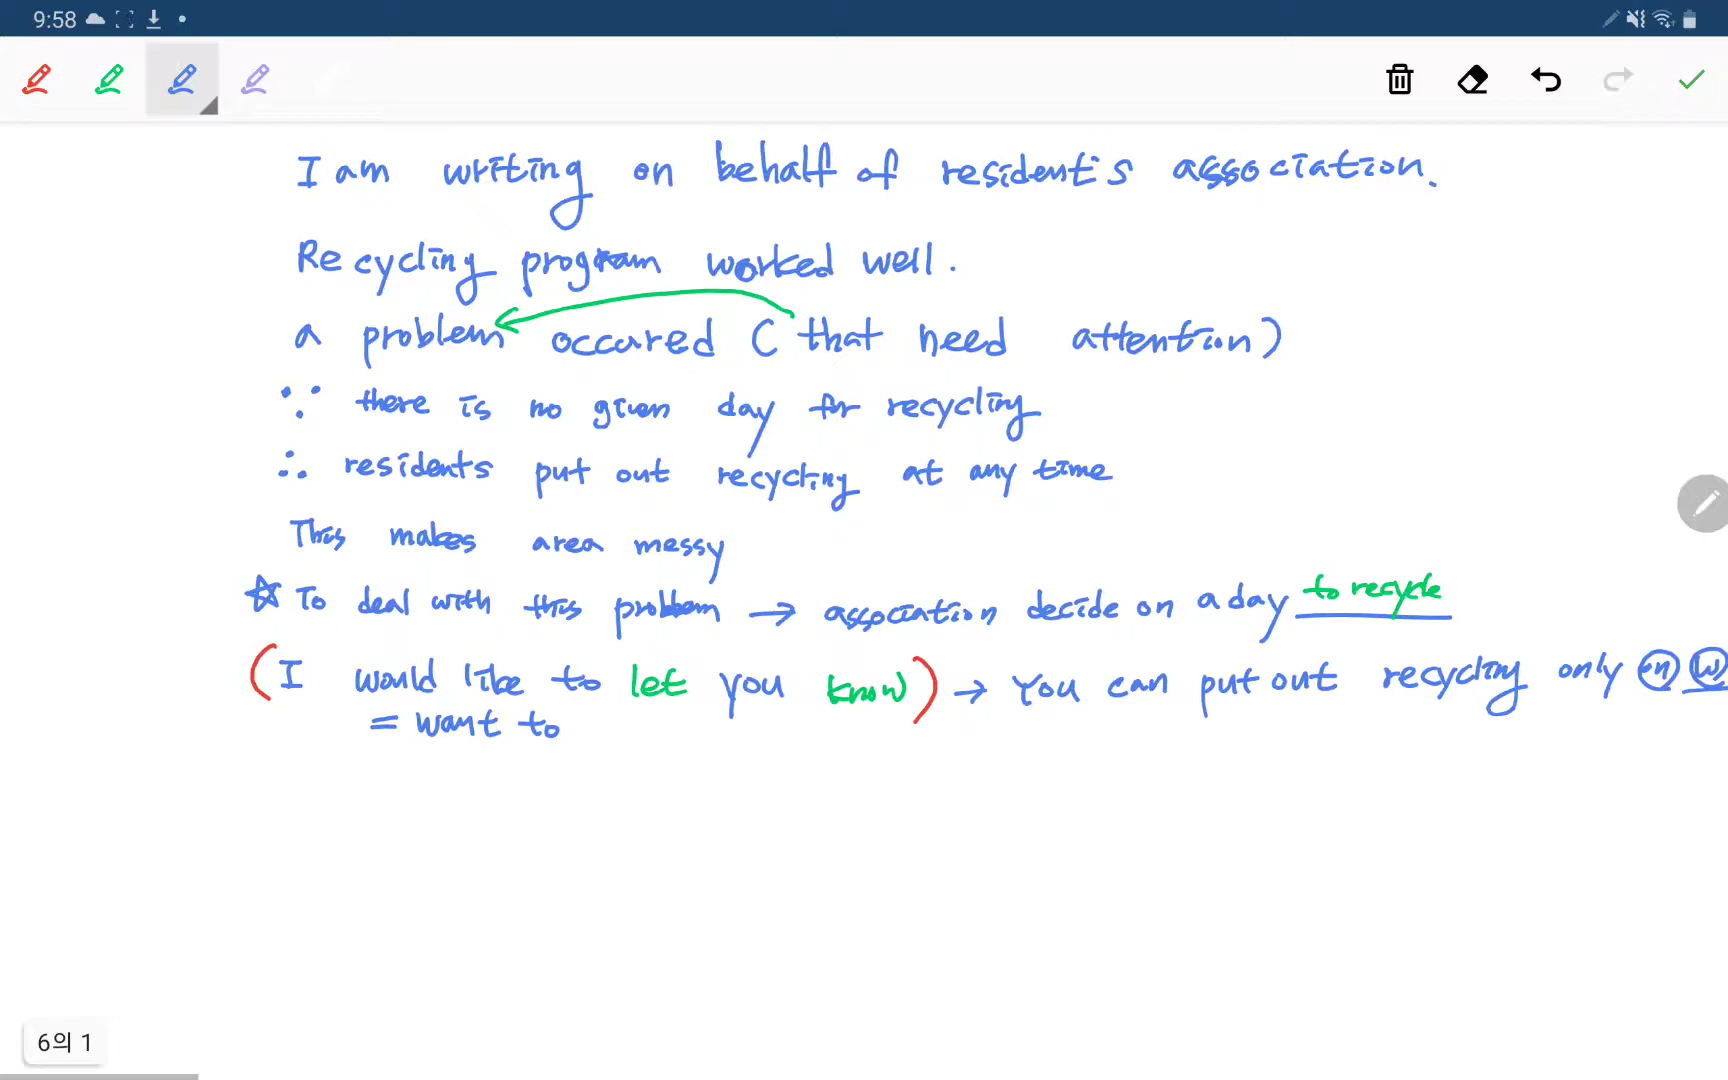 9:58
I am writing on behalf of resident's association.
Recycling program worked well.
a problem occured (that need attention)
∵ there is no given day for recycling
∴ residents put out recycling at any time
This makes area messy
☆ To deal with this problem → association decide on a day to recycle
(I would like to let you know) → You can put out recycling only on W
= want to
6의 1